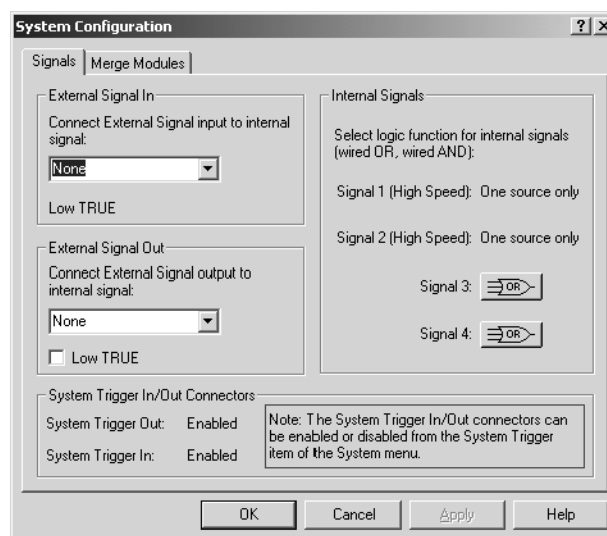 System Configuration
Signals
Merge Modules
External Signal In
Connect External Signal input to internal
signal:
None
Low TRUE
External Signal Out
Connect External Signal output to
internal signal:
None
Low TRUE
Internal Signals
Select logic function for internal signals
(wired OR, wired AND):
Signal 1 (High Speed): One source only
Signal 2 (High Speed): One source only
Signal 3: OR
Signal 4: OR
System Trigger In/Out Connectors
System Trigger Out: Enabled
System Trigger In: Enabled
Note: The System Trigger In/Out connectors can
be enabled or disabled from the System Trigger
item of the System menu.
OK
Cancel
Apply
Help